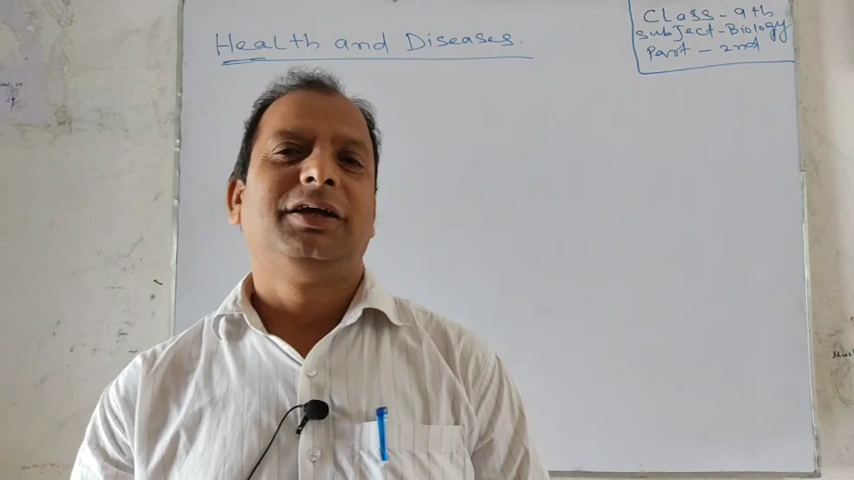 Health and Diseases.
Class - 9th
Subject - Biology
Part - 2nd